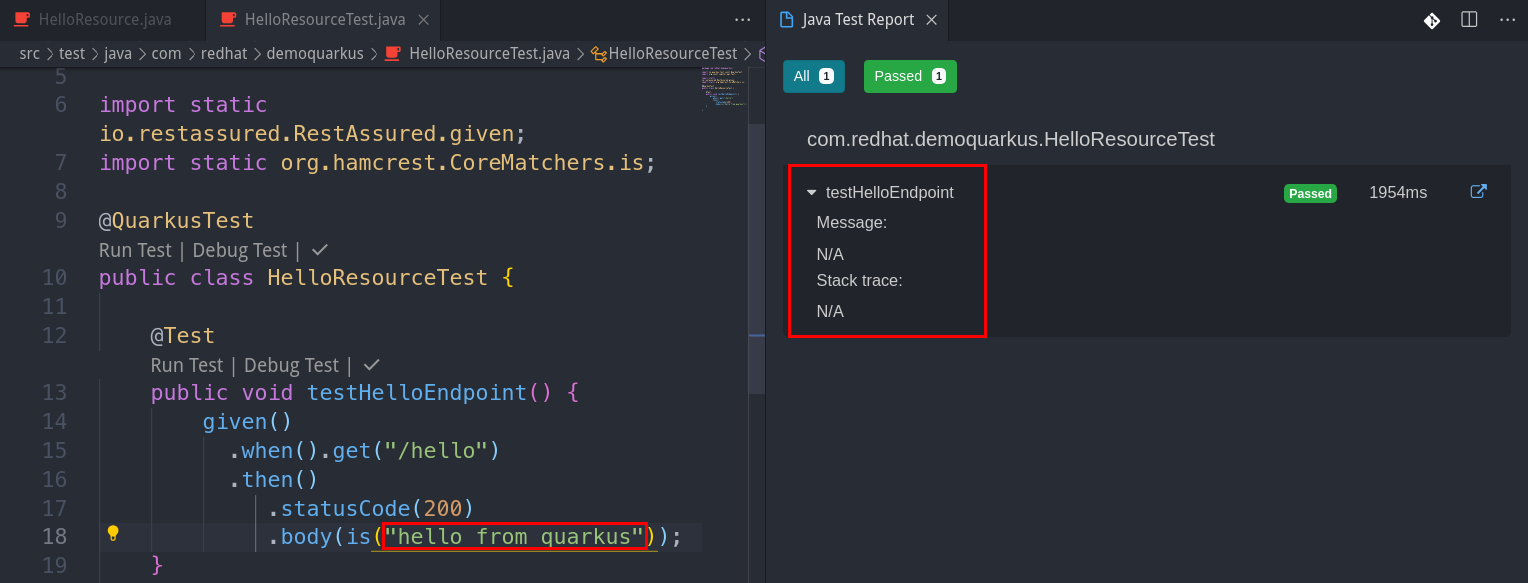 HelloResource.java
HelloResourceTest.java
src > test > java > com > redhat > demoquarkus > HelloResourceTest.java > HelloResourceTest >
5
6 import static
io.restassured.RestAssured.given;
7 import static org.hamcrest.CoreMatchers.is;
8
9 @QuarkusTest
Run Test | Debug Test | ✓
10 public class HelloResourceTest {
11
12 @Test
Run Test | Debug Test | ✓
13 public void testHelloEndpoint() {
14 given()
15 .when().get("/hello")
16 .then()
17 .statusCode(200)
18 .body(is("hello from quarkus"));
19 }
Java Test Report
All 1
Passed 1
com.redhat.demoquarkus.HelloResourceTest
testHelloEndpoint Passed 1954ms
Message:
N/A
Stack trace:
N/A